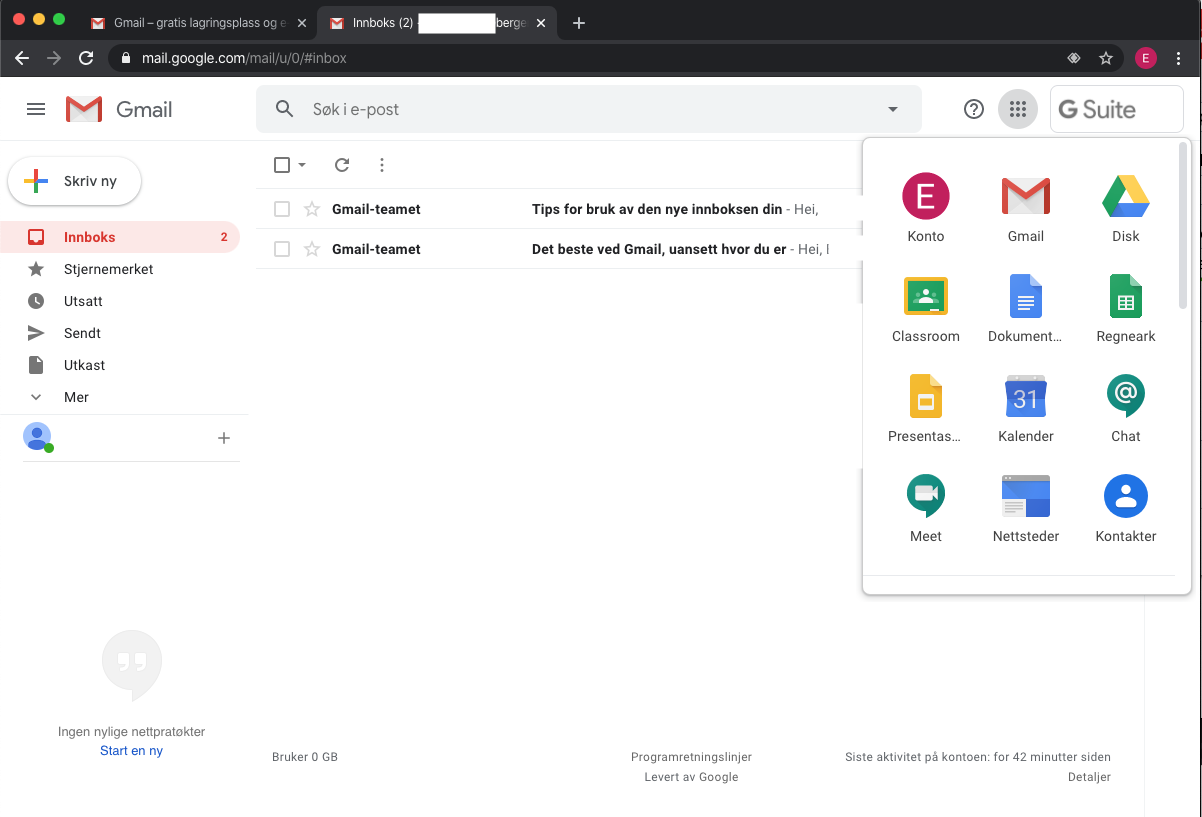 Gmail – gratis lagringsplass og e
Innboks (2) - berge
mail.google.com/mail/u/0/#inbox
E
Gmail
Søk i e-post
G Suite
Skriv ny
Innboks 2
Stjernemerket
Utsatt
Sendt
Utkast
Mer
Gmail-teamet Tips for bruk av den nye innboksen din - Hei,
Gmail-teamet Det beste ved Gmail, uansett hvor du er - Hei, I
E
Konto Gmail Disk
Classroom Dokument... Regneark
31
Presentas... Kalender Chat
Meet Nettsteder Kontakter
Ingen nylige nettpratøkter
Start en ny
Bruker 0 GB
Programretningslinjer
Levert av Google
Siste aktivitet på kontoen: for 42 minutter siden
Detaljer